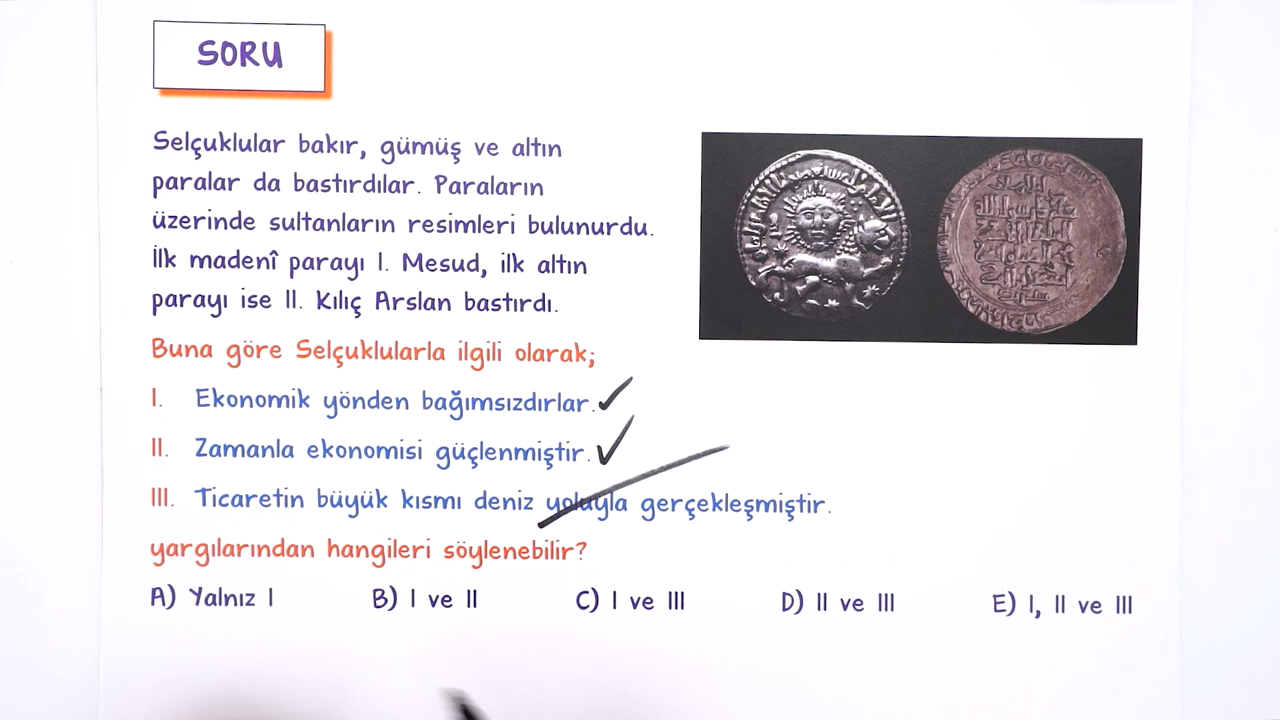 SORU
Selçuklular bakır, gümüş ve altın
paralar da bastırdılar. Paraların
üzerinde sultanların resimleri bulunurdu.
İlk madenî parayı I. Mesud, ilk altın
parayı ise II. Kılıç Arslan bastırdı.
Buna göre Selçuklularla ilgili olarak;
I. Ekonomik yönden bağımsızdırlar.
II. Zamanla ekonomisi güçlenmiştir.
III. Ticaretin büyük kısmı deniz yoluyla gerçekleşmiştir.
yargılarından hangileri söylenebilir?
A) Yalnız I B) I ve II C) I ve III D) II ve III E) I, II ve III